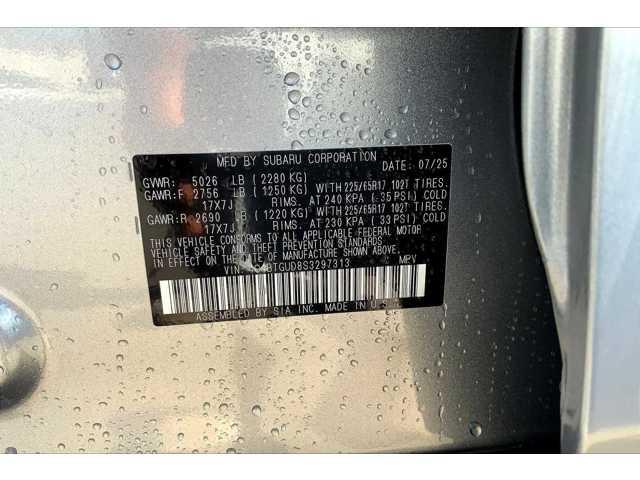 MFD BY SUBARU CORPORATION DATE: 07/25
GVWR: 5026 LB (2280 KG)
GAWR:F 2756 LB (1250 KG) WITH 225/65R17 102T TIRES.
17X7J RIMS. AT 240 KPA (35 PSI) COLD
GAWR:R 2690 LB (1220 KG) WITH 225/65R17 102T TIRES.
17X7J RIMS. AT 230 KPA (33 PSI) COLD
THIS VEHICLE CONFORMS TO ALL APPLICABLE FEDERAL MOTOR
VEHICLE SAFETY AND THEFT PREVENTION STANDARDS
IN EFFECT ON THE DATE OF MANUFACTURE SHOWN ABOVE.
VIN MPV
ASSEMBLED BY SIA INC. MADE IN